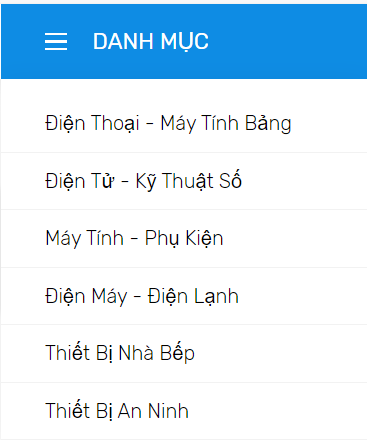 DANH MỤC
Điện Thoại - Máy Tính Bảng
Điện Tử - Kỹ Thuật Số
Máy Tính - Phụ Kiện
Điện Máy - Điện Lạnh
Thiết Bị Nhà Bếp
Thiết Bị An Ninh